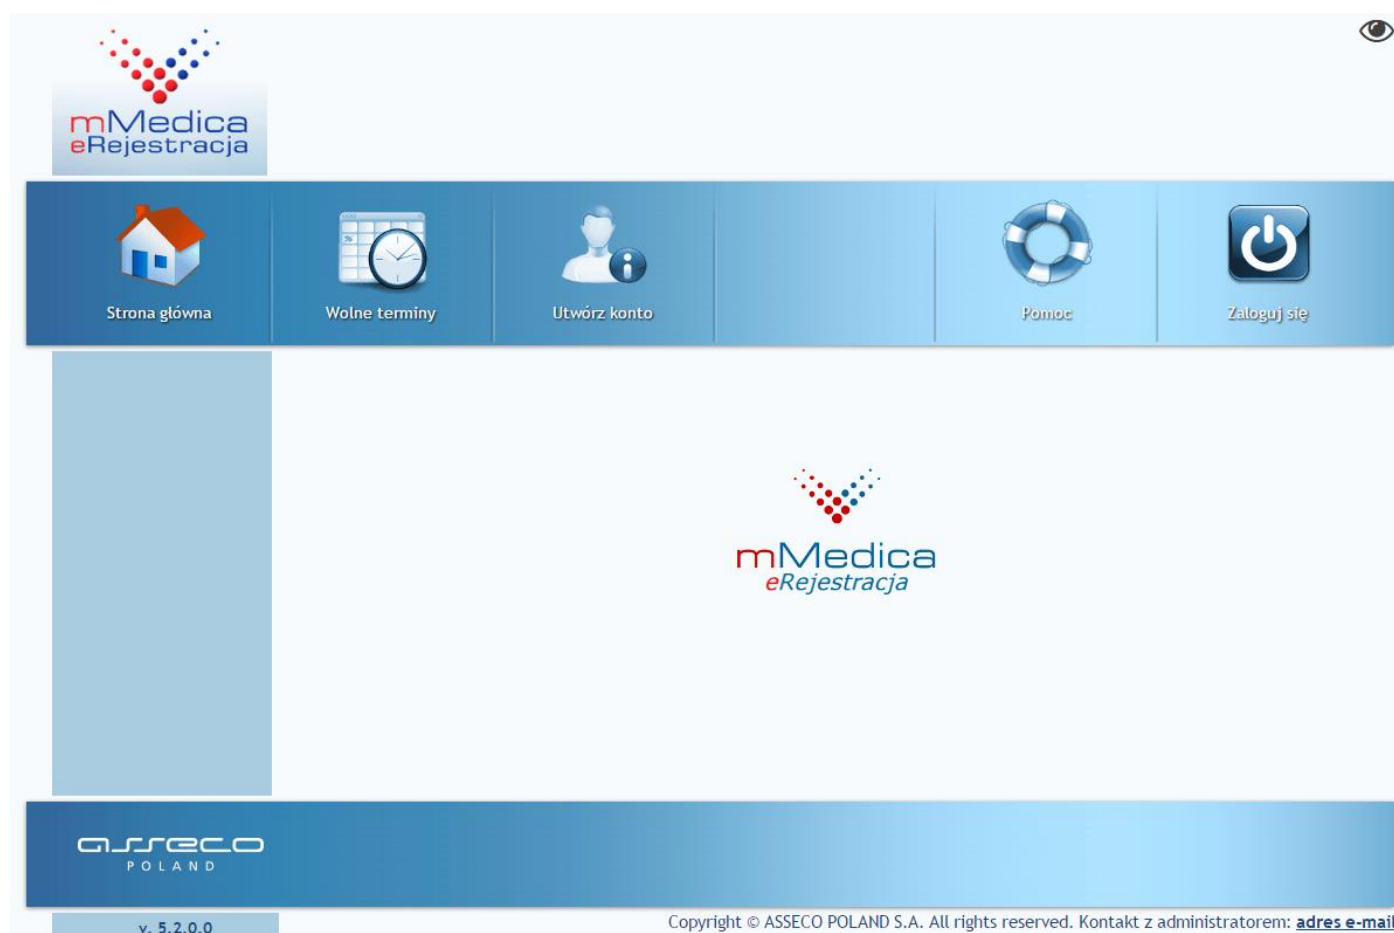 mMedica
eRejestracja
Strona główna
Wolne terminy
Utwórz konto
Pomoc
Zaloguj się
mMedica
eRejestracja
asseco
POLAND
v. 5.2.0.0
Copyright © ASSECO POLAND S.A. All rights reserved. Kontakt z administratorem: adres e-mail